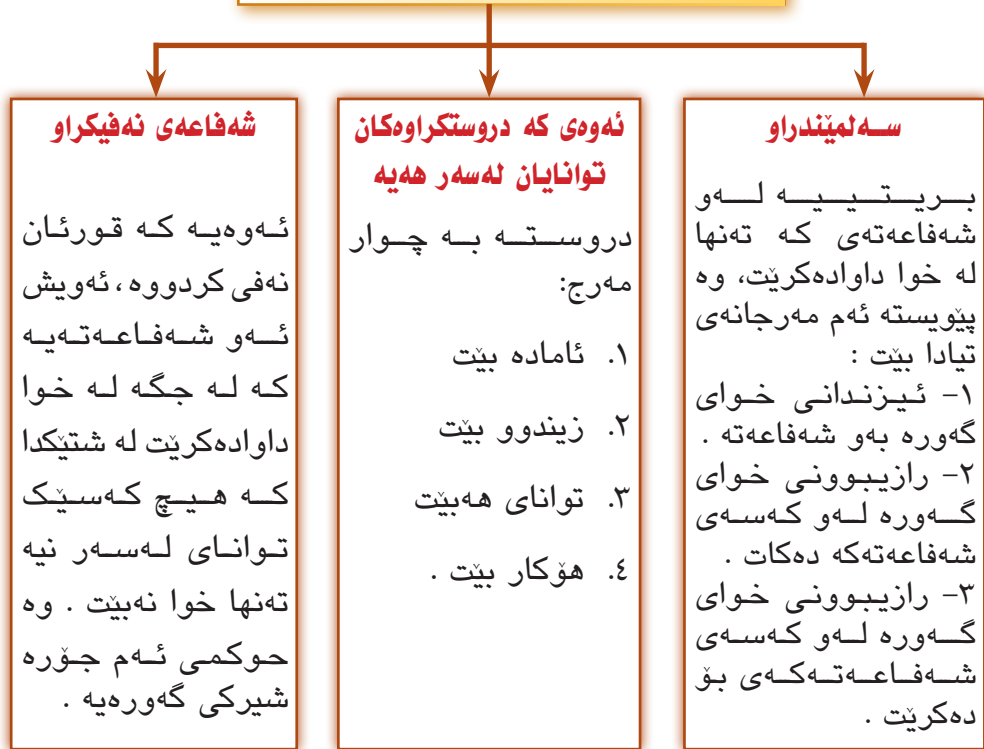 سەلمێندراو
بریتییە لەو
شەفاعەتەی کە تەنها
لە خوا داوادەکرێت، وە
پێویستە ئەم مەرجانەی
تیادا بێت :
١- ئیزندانی خوای
گەورە بەو شەفاعەتە .
٢- رازیبوونی خوای
گەورە لەو کەسەی
شەفاعەتەکە دەکات .
٣- رازیبوونی خوای
گەورە لەو کەسەی
شەفاعەتەکەی بۆ
دەکرێت .
ئەوەی کە دروستکراوەکان
توانایان لەسەر هەیە
دروستە بە چوار
مەرج:
١. ئامادە بێت
٢. زیندوو بێت
٣. توانای هەبێت
٤. هۆکار بێت .
شەفاعەی نەفیکراو
ئەوەیە کە قورئان
نەفی کردووە ، ئەویش
ئەو شەفاعەتەیە
کە لە جگە لە خوا
داوادەکرێت لە شتێکدا
کە هیچ کەسێک
توانای لەسەر نیە
تەنها خوا نەبێت . وە
حوکمی ئەم جۆرە
شیرکی گەورەیە .